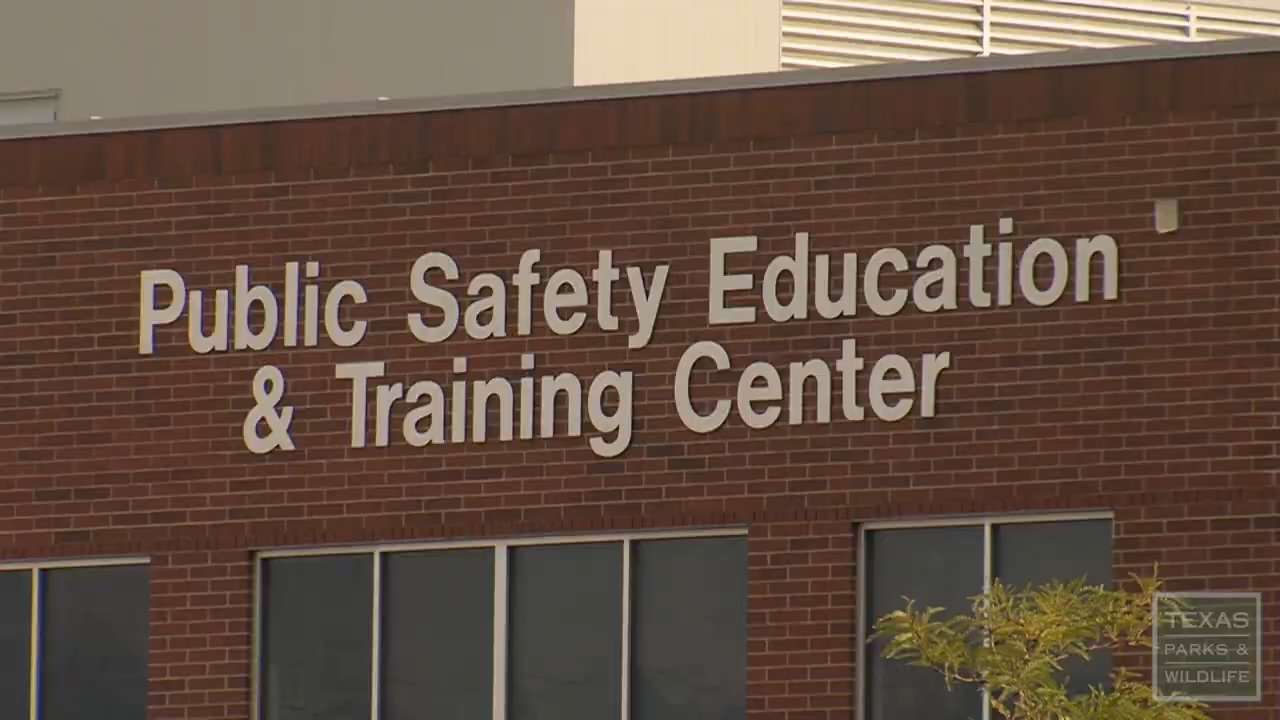 Public Safety Education
& Training Center
TEXAS
PARKS &
WILDLIFE